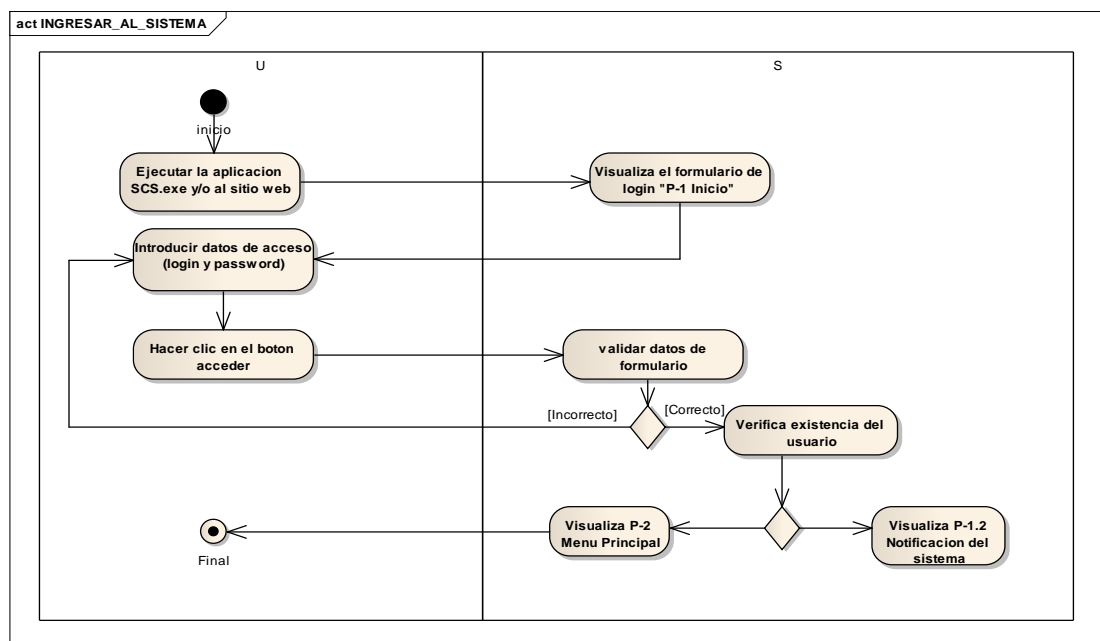 act INGRESAR_AL_SISTEMA
U
S
inicio
Ejecutar la aplicacion
SCS.exe y/o al sitio web
Visualiza el formulario de
login "P-1 Inicio"
Introducir datos de acceso
(login y password)
Hacer clic en el boton
acceder
validar datos de
formulario
[Incorrecto]
[Correcto]
Verifica existencia del
usuario
Visualiza P-2
Menu Principal
Visualiza P-1.2
Notificacion del
sistema
Final